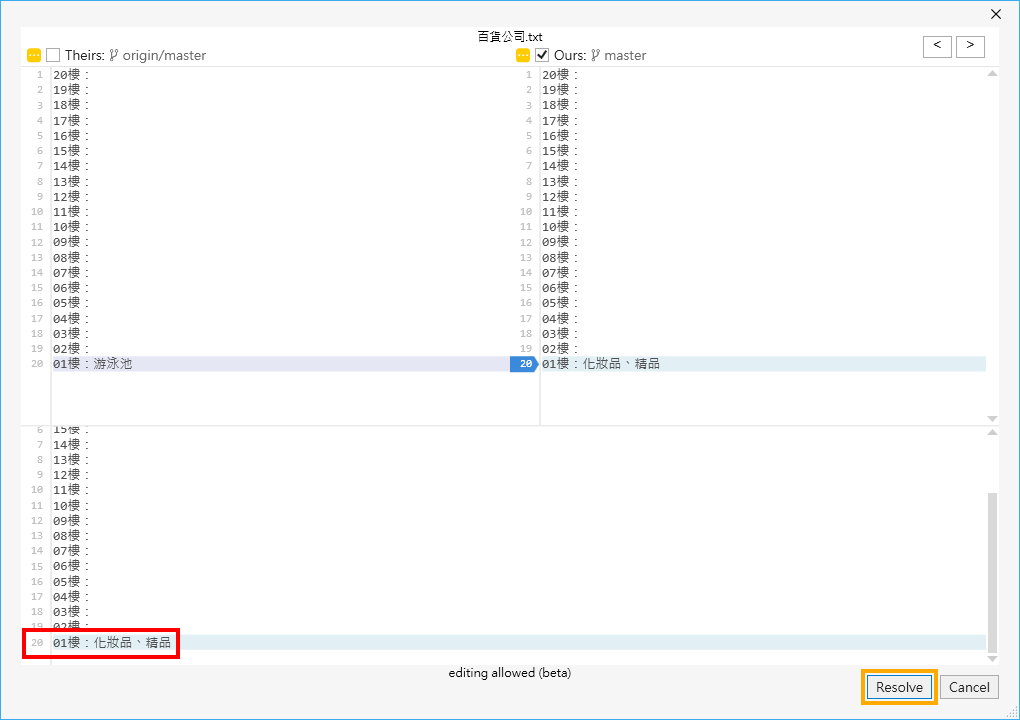 百貨公司.txt
Theirs: origin/master
Ours: master
<
>
1 20樓：
2 19樓：
3 18樓：
4 17樓：
5 16樓：
6 15樓：
7 14樓：
8 13樓：
9 12樓：
10 11樓：
11 10樓：
12 09樓：
13 08樓：
14 07樓：
15 06樓：
16 05樓：
17 04樓：
18 03樓：
19 02樓：
20 01樓：游泳池
1 20樓：
2 19樓：
3 18樓：
4 17樓：
5 16樓：
6 15樓：
7 14樓：
8 13樓：
9 12樓：
10 11樓：
11 10樓：
12 09樓：
13 08樓：
14 07樓：
15 06樓：
16 05樓：
17 04樓：
18 03樓：
19 02樓：
20 01樓：化妝品、精品
6 15樓：
7 14樓：
8 13樓：
9 12樓：
10 11樓：
11 10樓：
12 09樓：
13 08樓：
14 07樓：
15 06樓：
16 05樓：
17 04樓：
18 03樓：
19 02樓：
20 01樓：化妝品、精品
editing allowed (beta)
Resolve
Cancel